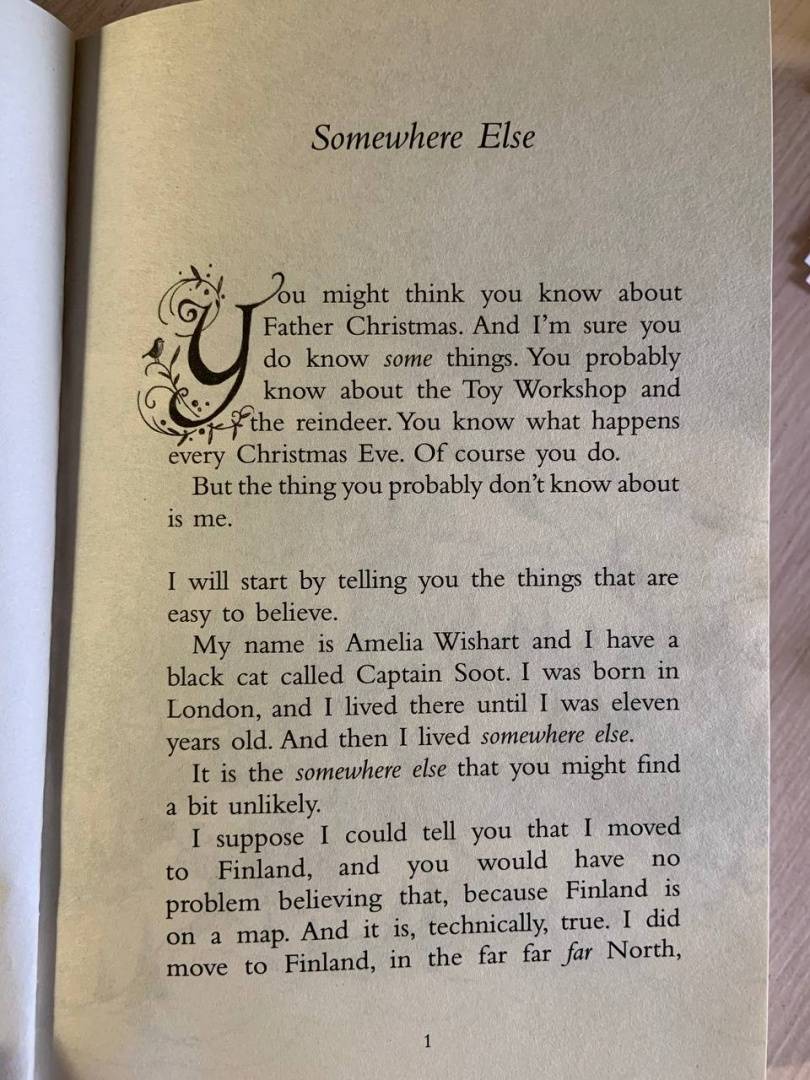 Somewhere Else
You might think you know about
Father Christmas. And I'm sure you
do know some things. You probably
know about the Toy Workshop and
the reindeer. You know what happens
every Christmas Eve. Of course you do.
But the thing you probably don't know about
is me.
I will start by telling you the things that are
easy to believe.
My name is Amelia Wishart and I have a
black cat called Captain Soot. I was born in
London, and I lived there until I was eleven
years old. And then I lived somewhere else.
It is the somewhere else that you might find
a bit unlikely.
I suppose I could tell you that I moved
to Finland, and you would have no
problem believing that, because Finland is
on a map. And it is, technically, true. I did
move to Finland, in the far far far North,
1